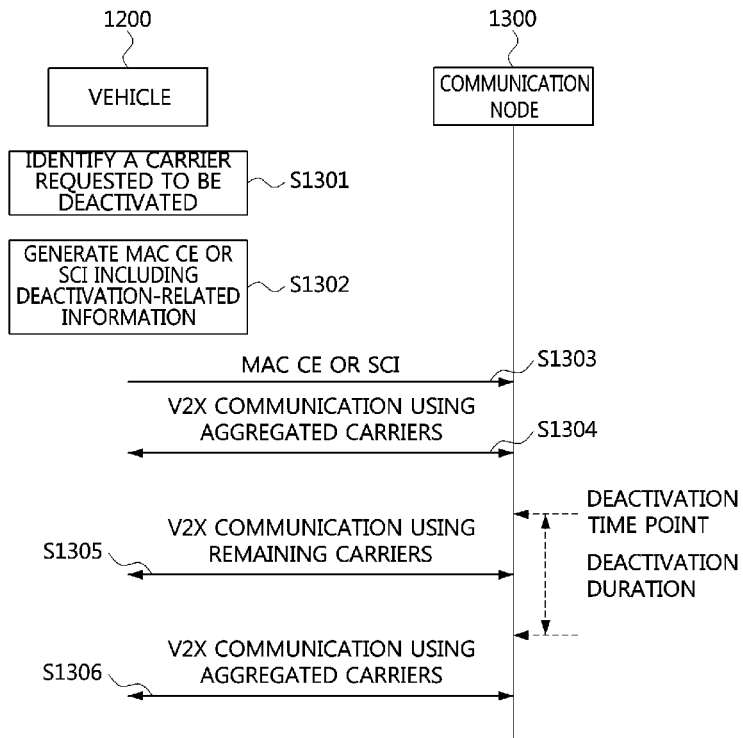 1200
1300
VEHICLE
COMMUNICATION
NODE
IDENTIFY A CARRIER
REQUESTED TO BE
DEACTIVATED
S1301
GENERATE MAC CE OR
SCI INCLUDING
DEACTIVATION-RELATED
INFORMATION
S1302
MAC CE OR SCI
S1303
V2X COMMUNICATION USING
AGGREGATED CARRIERS
S1304
DEACTIVATION
TIME POINT
V2X COMMUNICATION USING
REMAINING CARRIERS
S1305
DEACTIVATION
DURATION
V2X COMMUNICATION USING
AGGREGATED CARRIERS
S1306